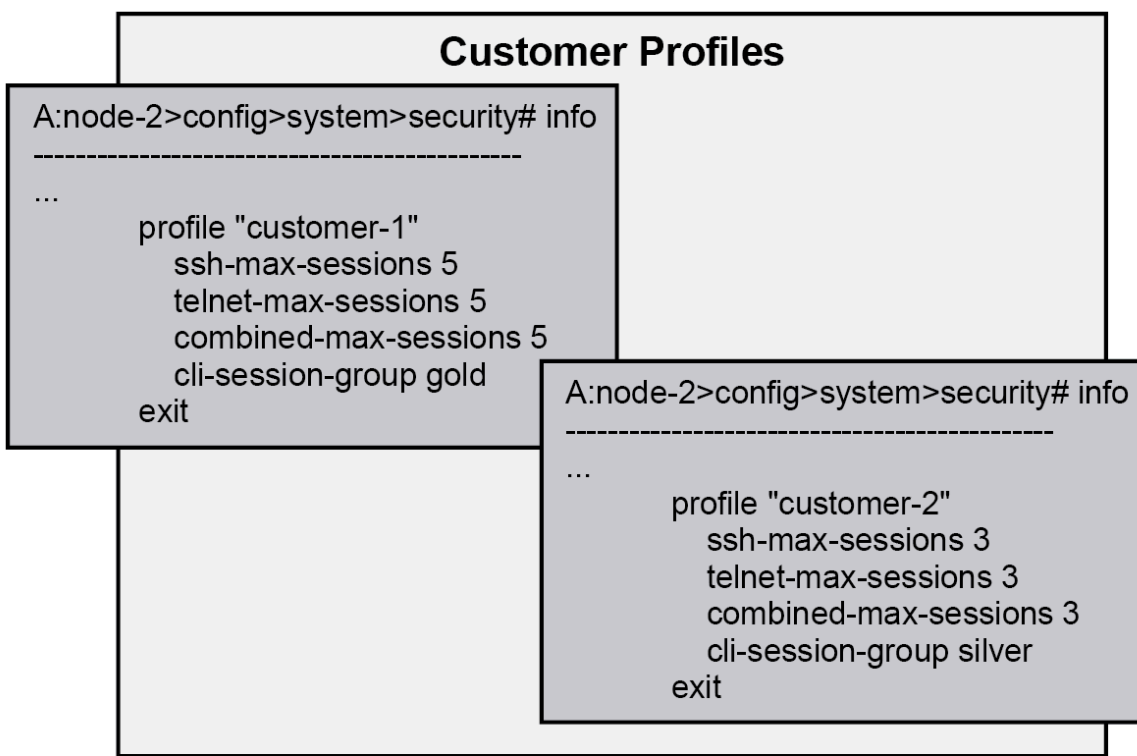 Customer Profiles
A:node-2>config>system>security# info
----------------------------------------------
...
profile "customer-1"
ssh-max-sessions 5
telnet-max-sessions 5
combined-max-sessions 5
cli-session-group gold
exit
A:node-2>config>system>security# info
----------------------------------------------
...
profile "customer-2"
ssh-max-sessions 3
telnet-max-sessions 3
combined-max-sessions 3
cli-session-group silver
exit